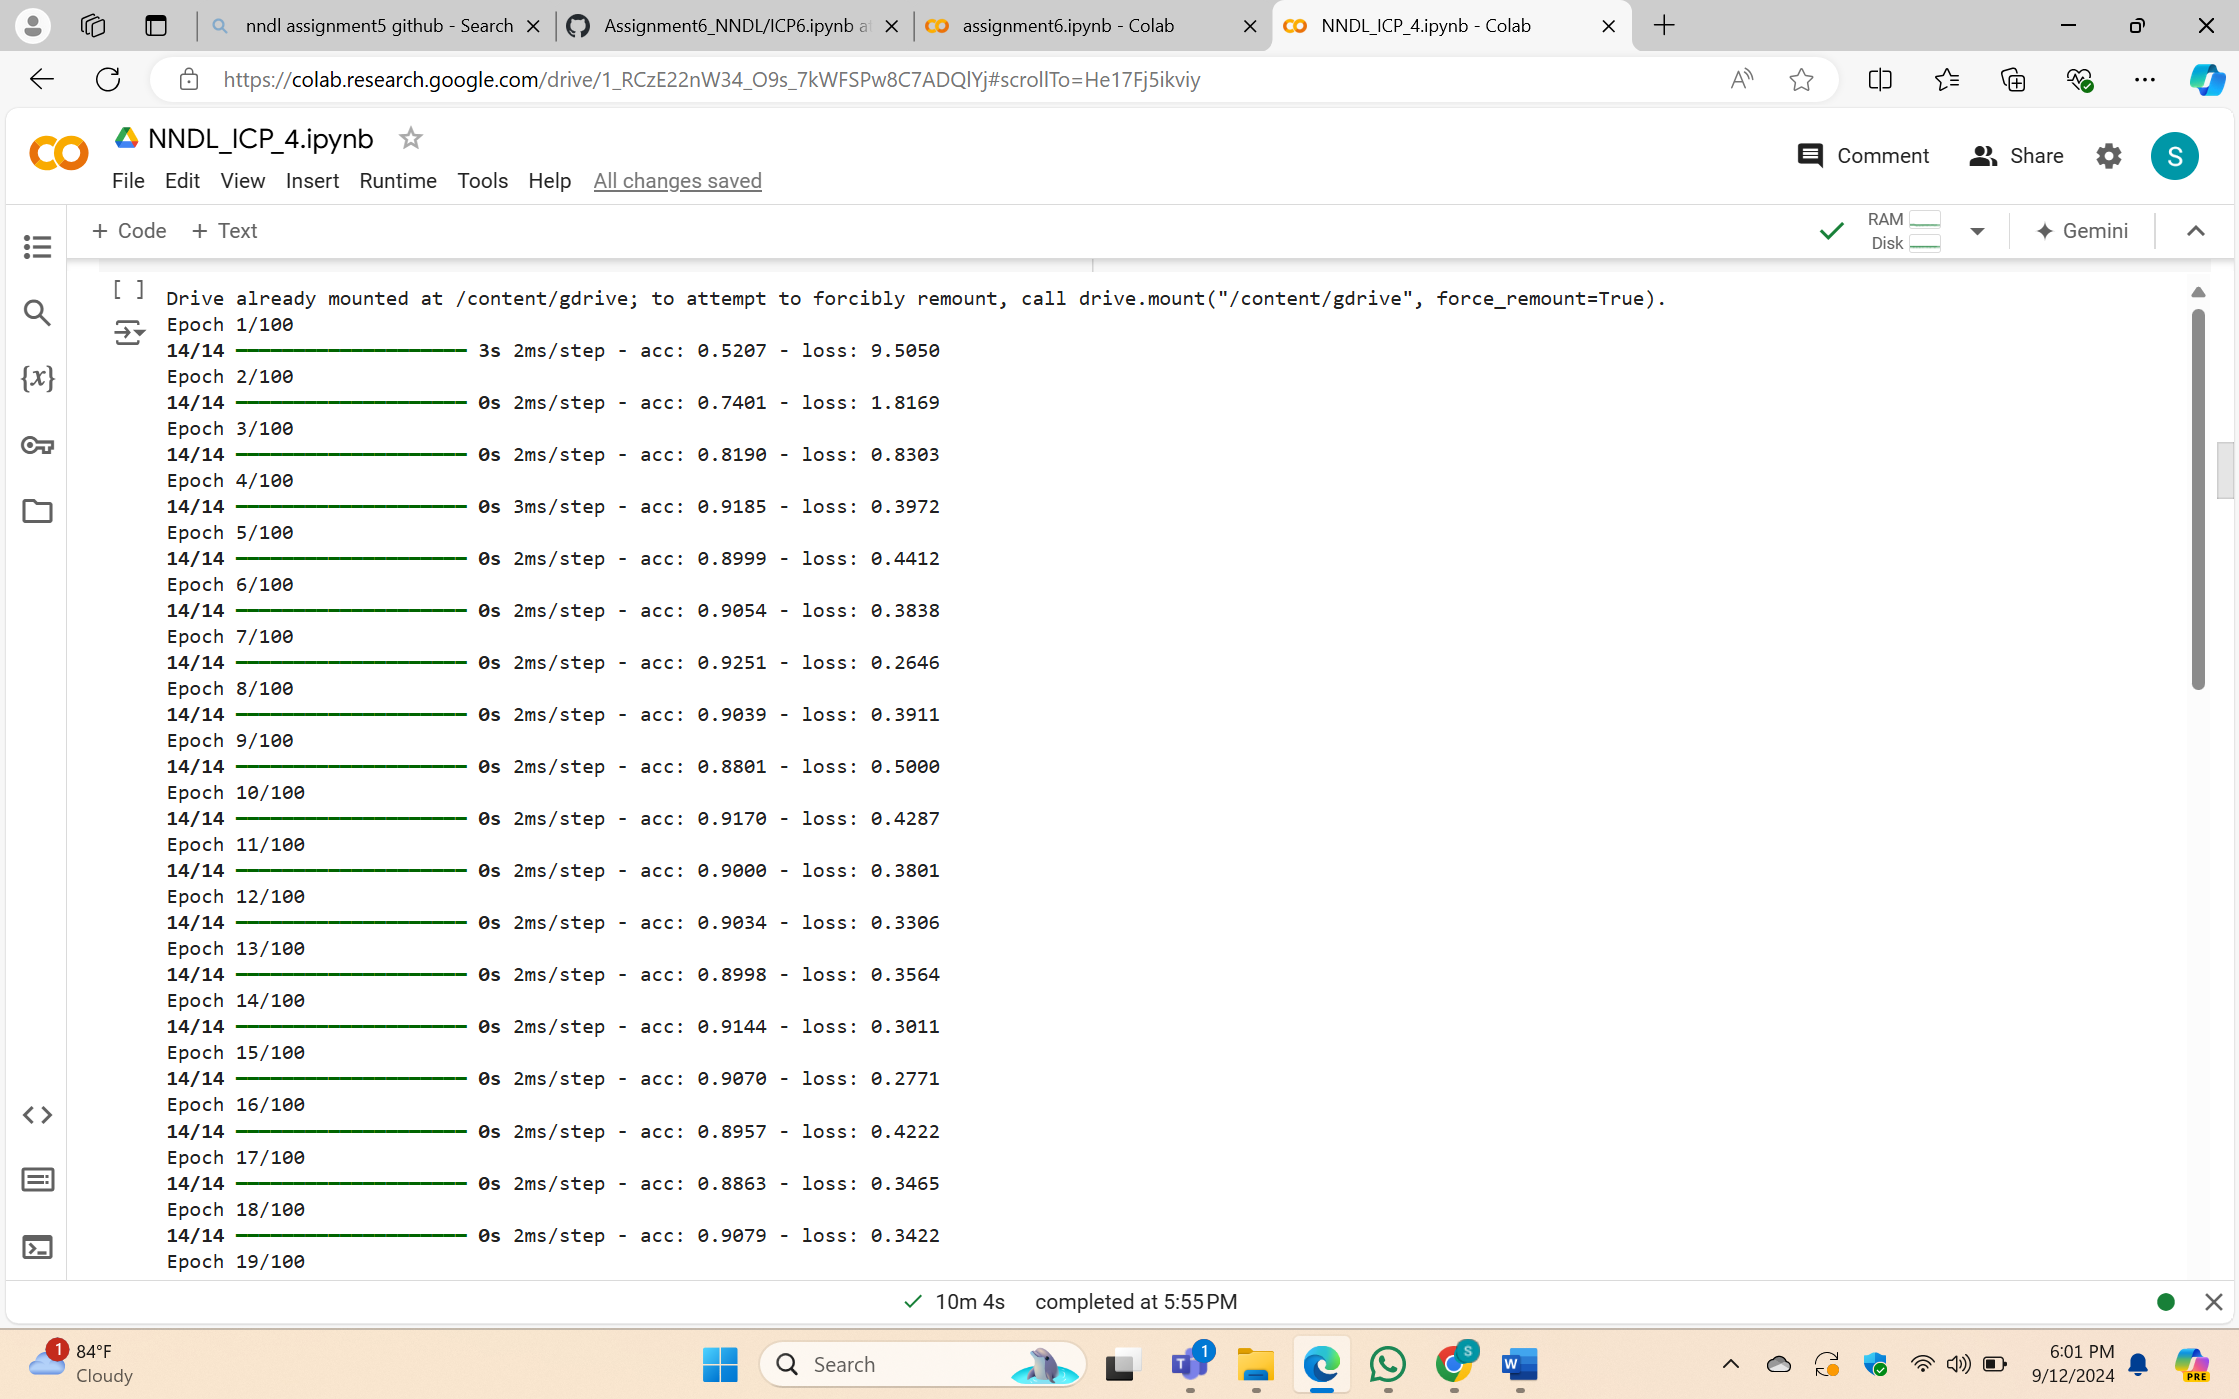 nndl assignment5 github - Search
Assignment6_NNDL/ICP6.ipynb at
assignment6.ipynb - Colab
NNDL_ICP_4.ipynb - Colab
https://colab.research.google.com/drive/1_RCzE22nW34_O9s_7kWFSPw8C7ADQlYj#scrollTo=He17Fj5ikviy
NNDL_ICP_4.ipynb
Comment
Share
S
File Edit View Insert Runtime Tools Help All changes saved
+ Code + Text
RAM
Disk
Gemini
[ ]
Drive already mounted at /content/gdrive; to attempt to forcibly remount, call drive.mount("/content/gdrive", force_remount=True).
Epoch 1/100
14/14 ━━━━━━━━━━━━━━━━━━━━ 3s 2ms/step - acc: 0.5207 - loss: 9.5050
Epoch 2/100
14/14 ━━━━━━━━━━━━━━━━━━━━ 0s 2ms/step - acc: 0.7401 - loss: 1.8169
Epoch 3/100
14/14 ━━━━━━━━━━━━━━━━━━━━ 0s 2ms/step - acc: 0.8190 - loss: 0.8303
Epoch 4/100
14/14 ━━━━━━━━━━━━━━━━━━━━ 0s 3ms/step - acc: 0.9185 - loss: 0.3972
Epoch 5/100
14/14 ━━━━━━━━━━━━━━━━━━━━ 0s 2ms/step - acc: 0.8999 - loss: 0.4412
Epoch 6/100
14/14 ━━━━━━━━━━━━━━━━━━━━ 0s 2ms/step - acc: 0.9054 - loss: 0.3838
Epoch 7/100
14/14 ━━━━━━━━━━━━━━━━━━━━ 0s 2ms/step - acc: 0.9251 - loss: 0.2646
Epoch 8/100
14/14 ━━━━━━━━━━━━━━━━━━━━ 0s 2ms/step - acc: 0.9039 - loss: 0.3911
Epoch 9/100
14/14 ━━━━━━━━━━━━━━━━━━━━ 0s 2ms/step - acc: 0.8801 - loss: 0.5000
Epoch 10/100
14/14 ━━━━━━━━━━━━━━━━━━━━ 0s 2ms/step - acc: 0.9170 - loss: 0.4287
Epoch 11/100
14/14 ━━━━━━━━━━━━━━━━━━━━ 0s 2ms/step - acc: 0.9000 - loss: 0.3801
Epoch 12/100
14/14 ━━━━━━━━━━━━━━━━━━━━ 0s 2ms/step - acc: 0.9034 - loss: 0.3306
Epoch 13/100
14/14 ━━━━━━━━━━━━━━━━━━━━ 0s 2ms/step - acc: 0.8998 - loss: 0.3564
Epoch 14/100
14/14 ━━━━━━━━━━━━━━━━━━━━ 0s 2ms/step - acc: 0.9144 - loss: 0.3011
Epoch 15/100
14/14 ━━━━━━━━━━━━━━━━━━━━ 0s 2ms/step - acc: 0.9070 - loss: 0.2771
Epoch 16/100
14/14 ━━━━━━━━━━━━━━━━━━━━ 0s 2ms/step - acc: 0.8957 - loss: 0.4222
Epoch 17/100
14/14 ━━━━━━━━━━━━━━━━━━━━ 0s 2ms/step - acc: 0.8863 - loss: 0.3465
Epoch 18/100
14/14 ━━━━━━━━━━━━━━━━━━━━ 0s 2ms/step - acc: 0.9079 - loss: 0.3422
Epoch 19/100
10m 4s completed at 5:55 PM
1
84°F
Cloudy
Search
1
S
6:01 PM
9/12/2024
PRE